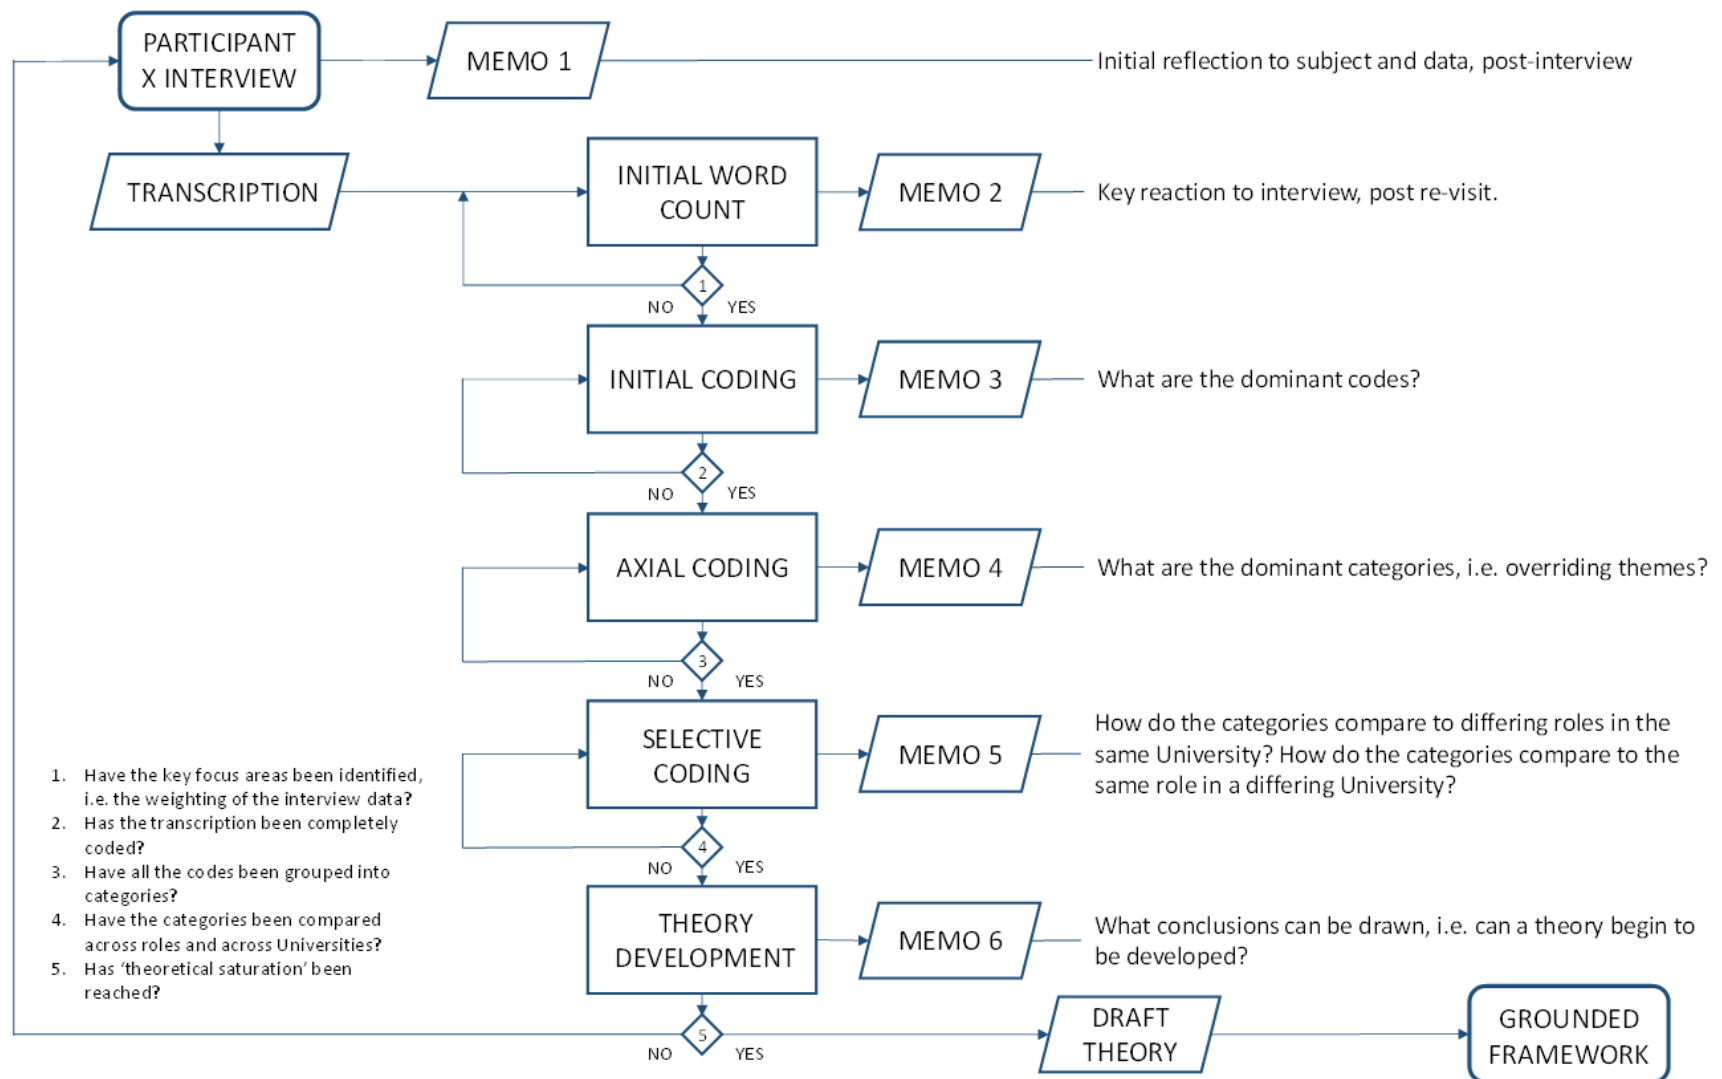 PARTICIPANT
X INTERVIEW
MEMO 1
Initial reflection to subject and data, post-interview
TRANSCRIPTION
INITIAL WORD
COUNT
MEMO 2
Key reaction to interview, post re-visit.
1
NO
YES
INITIAL CODING
MEMO 3
What are the dominant codes?
2
NO
YES
AXIAL CODING
MEMO 4
What are the dominant categories, i.e. overriding themes?
3
NO
YES
SELECTIVE
CODING
MEMO 5
How do the categories compare to differing roles in the
same University? How do the categories compare to the
same role in a differing University?
4
NO
YES
1. Have the key focus areas been identified,
i.e. the weighting of the interview data?
2. Has the transcription been completely
coded?
3. Have all the codes been grouped into
categories?
4. Have the categories been compared
across roles and across Universities?
5. Has ‘theoretical saturation’ been
reached?
THEORY
DEVELOPMENT
MEMO 6
What conclusions can be drawn, i.e. can a theory begin to
be developed?
5
NO
YES
DRAFT
THEORY
GROUNDED
FRAMEWORK